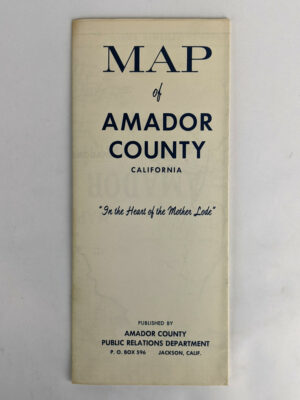 MAP
of
AMADOR
COUNTY
CALIFORNIA
"In the Heart of the Mother Lode"
PUBLISHED BY
AMADOR COUNTY
PUBLIC RELATIONS DEPARTMENT
P. O. BOX 596 JACKSON, CALIF.